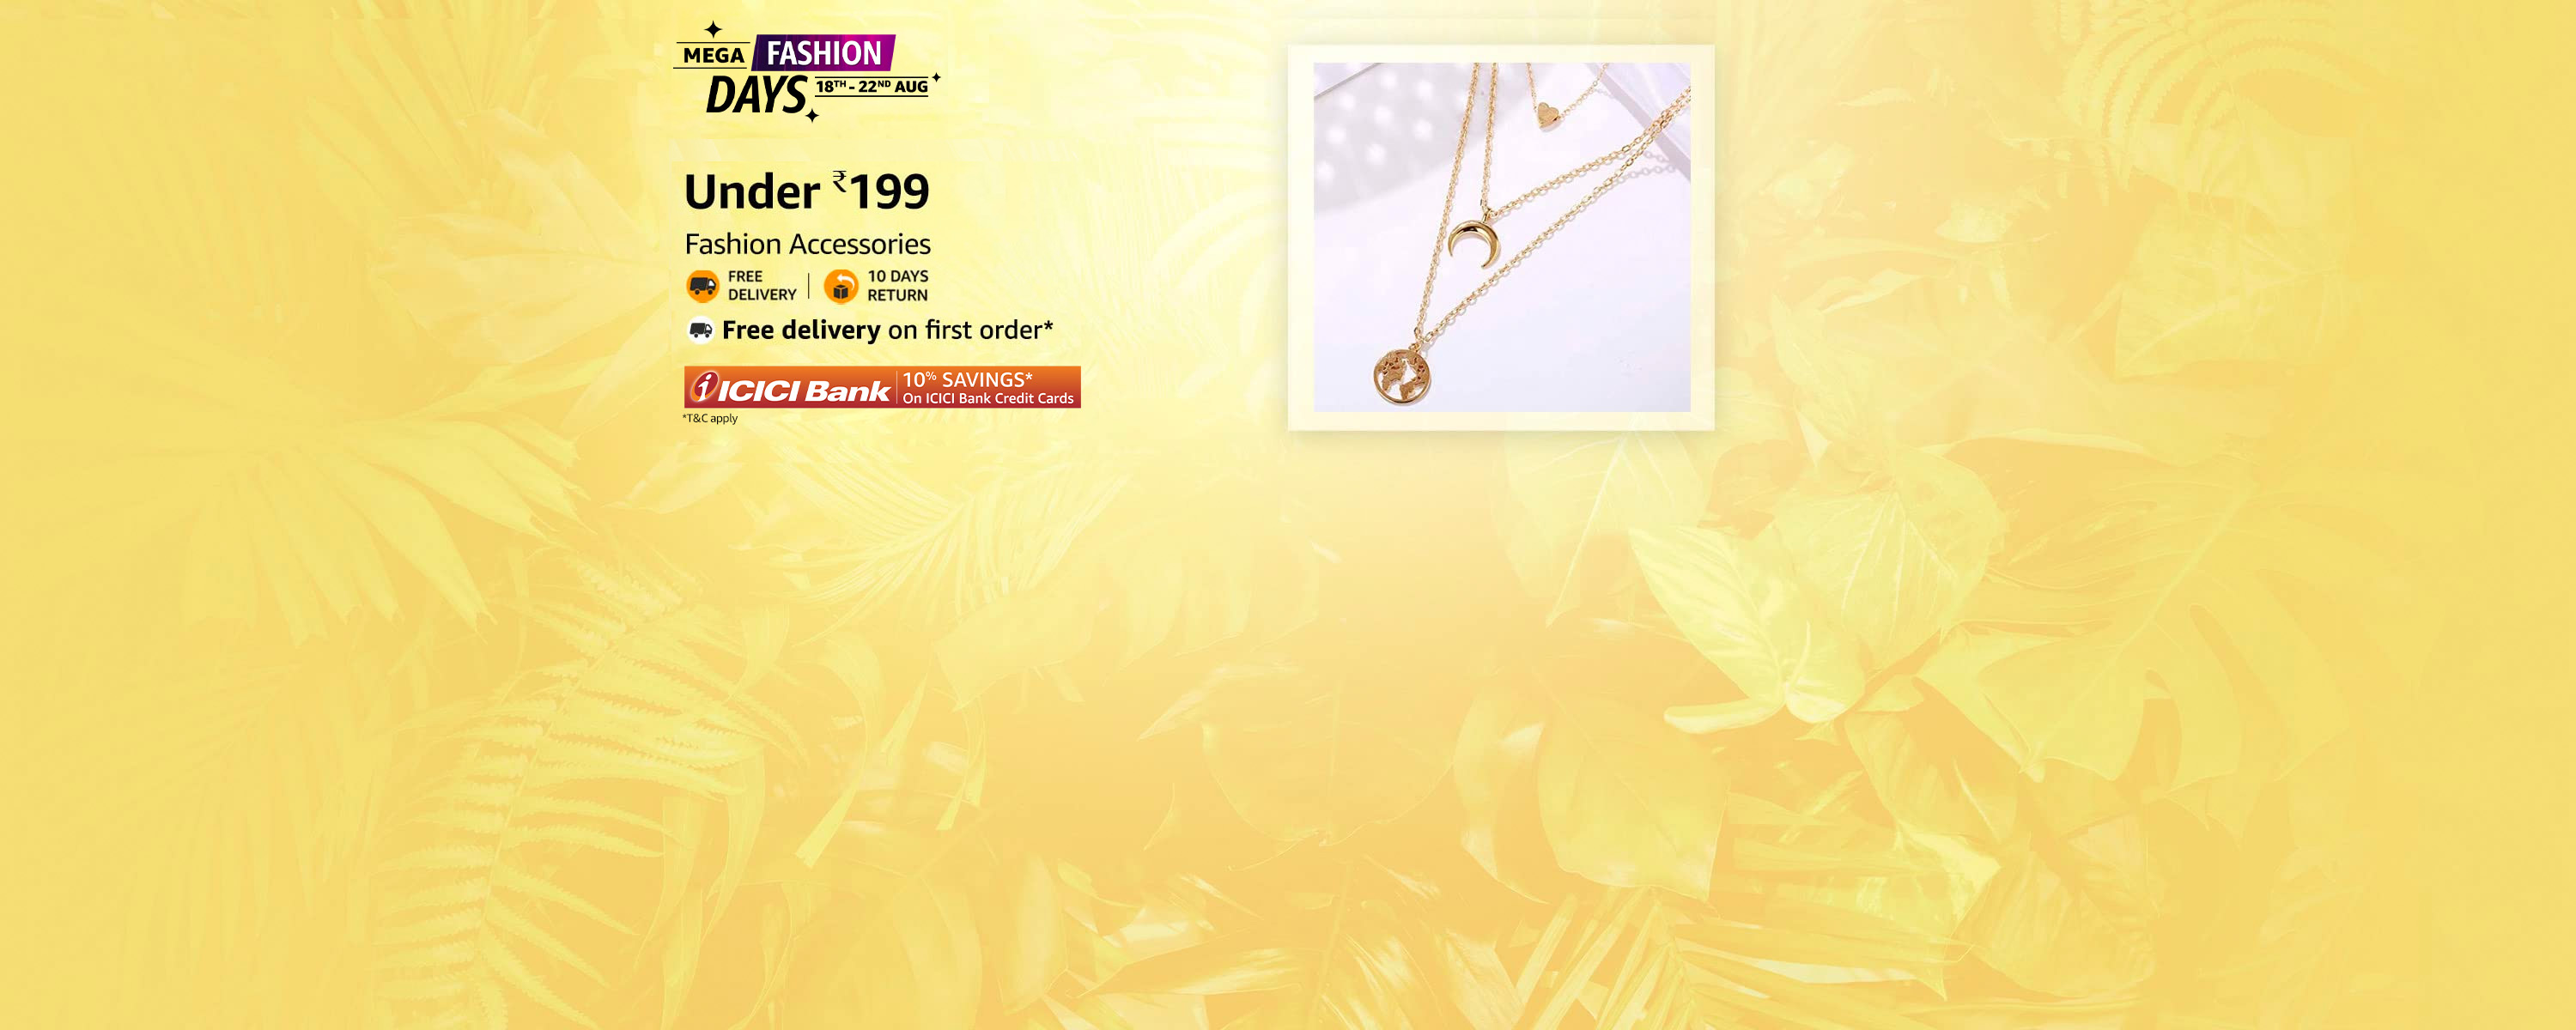 MEGA FASHION
DAYS 18TH - 22ND AUG
Under ₹199
Fashion Accessories
FREE DELIVERY | 10 DAYS RETURN
Free delivery on first order*
ICICI Bank | 10% SAVINGS*
On ICICI Bank Credit Cards
*T&C apply